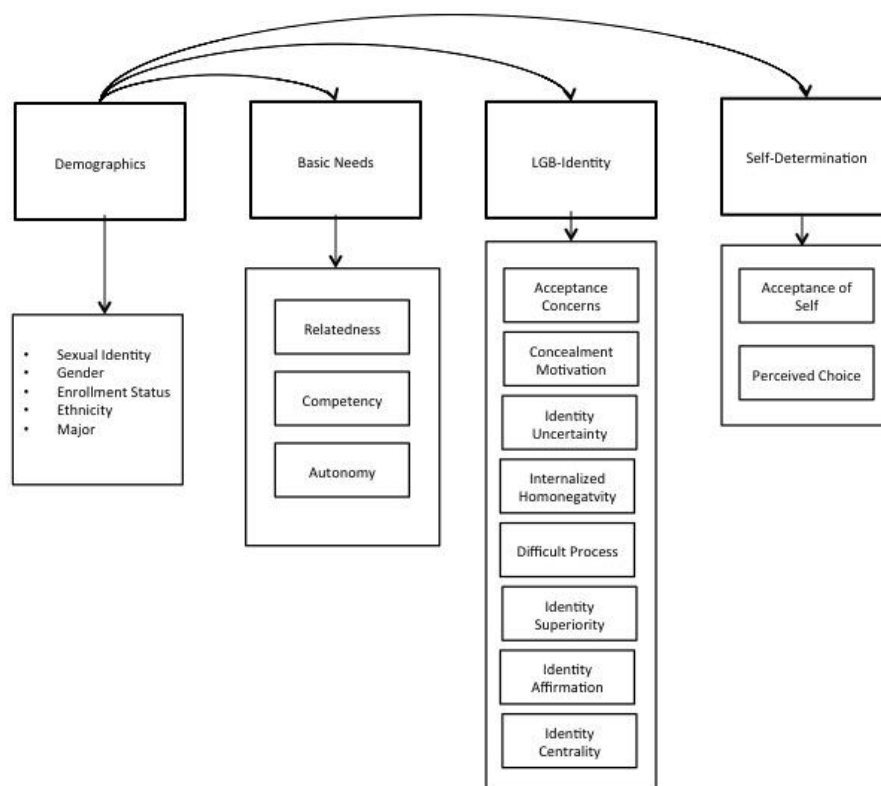 Demographics
Basic Needs
LGB-Identity
Self-Determination
• Sexual Identity
• Gender
• Enrollment Status
• Ethnicity
• Major
Relatedness
Competency
Autonomy
Acceptance
Concerns
Concealment
Motivation
Identity
Uncertainty
Internalized
Homonegatvity
Difficult Process
Identity
Superiority
Identity
Affirmation
Identity
Centrality
Acceptance of
Self
Perceived Choice